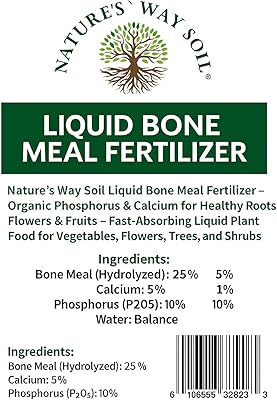 NATURE'S WAY SOIL®
LIQUID BONE
MEAL FERTILIZER
Nature's Way Soil Liquid Bone Meal Fertilizer –
Organic Phosphorus & Calcium for Healthy Roots
Flowers & Fruits – Fast-Absorbing Liquid Plant
Food for Vegetables, Flowers, Trees, and Shrubs
Ingredients:
Bone Meal (Hydrolyzed): 25% 5%
Calcium: 5% 1%
Phosphorus (P2O5): 10% 10%
Water: Balance
Ingredients:
Bone Meal (Hydrolyzed): 25%
Calcium: 5%
Phosphorus (P₂O₅): 10%
6 106555 32823 3